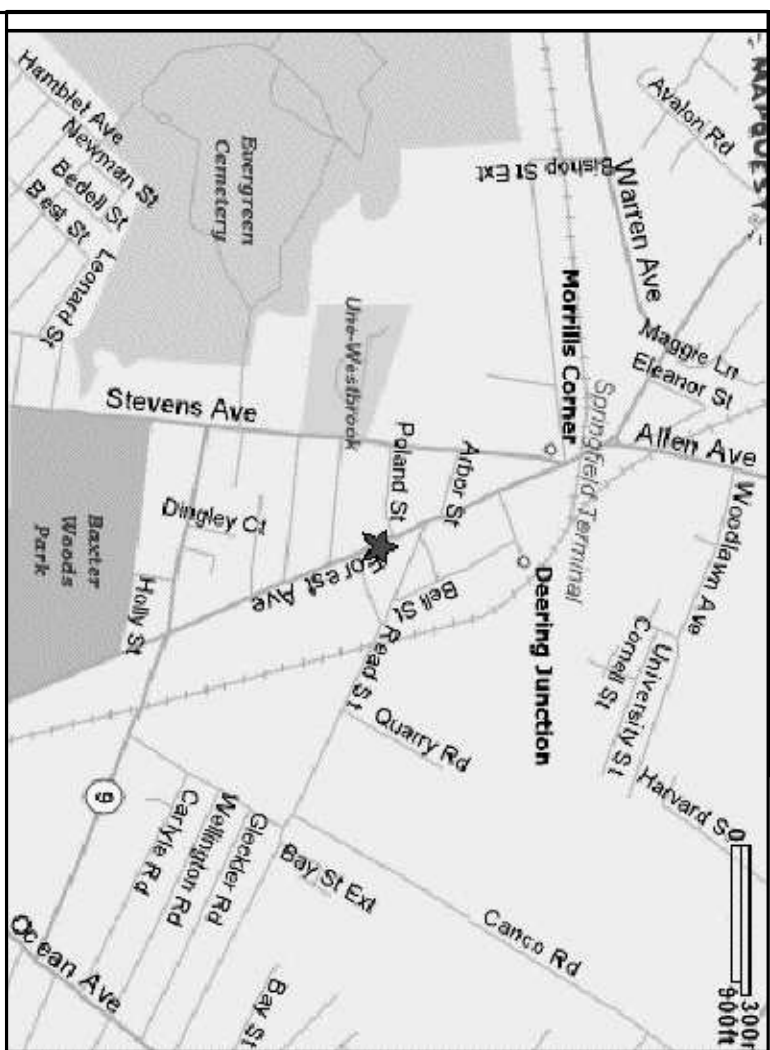 MAPQUEST
Avalon Rd
Hamblet Ave
Newman St
Bedell St
Best St
Leonard St
Evergreen
Cemetery
Bishop St Ext
Warren Ave
Morrills Corner
Maggie Ln
Eleanor St
Une-Westbrook
Springfield Terminal
Stevens Ave
Allen Ave
Poland St
Arbor St
Woodlawn Ave
Dingley Ct
Baxter
Woods
Park
Forest Ave
Holly St
Bell St
Deering Junction
University St
Cornell St
Read St
Quarry Rd
Harvard S
9
Gleckler Rd
Wellington Rd
Carlyle Rd
Bay St Ext
Canco Rd
Ocean Ave
Bay St
0
300m
900ft